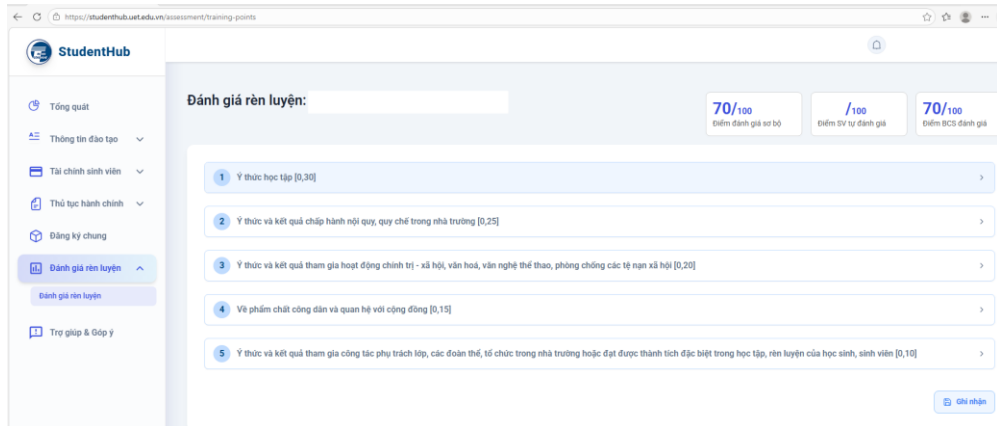 https://studenthub.uet.edu.vn/assessment/training-points
StudentHub
Tổng quát
Thông tin đào tạo
Tài chính sinh viên
Thủ tục hành chính
Đăng ký chung
Đánh giá rèn luyện
Đánh giá rèn luyện
Trợ giúp & Góp ý
Đánh giá rèn luyện:
70/100
Điểm đánh giá sơ bộ
/100
Điểm SV tự đánh giá
70/100
Điểm BCS đánh giá
1 Ý thức học tập [0,30]
2 Ý thức và kết quả chấp hành nội quy, quy chế trong nhà trường [0,25]
3 Ý thức và kết quả tham gia hoạt động chính trị - xã hội, văn hoá, văn nghệ thể thao, phòng chống các tệ nạn xã hội [0,20]
4 Về phẩm chất công dân và quan hệ với cộng đồng [0,15]
5 Ý thức và kết quả tham gia công tác phụ trách lớp, các đoàn thể, tổ chức trong nhà trường hoặc đạt được thành tích đặc biệt trong học tập, rèn luyện của học sinh, sinh viên [0,10]
Ghi nhận